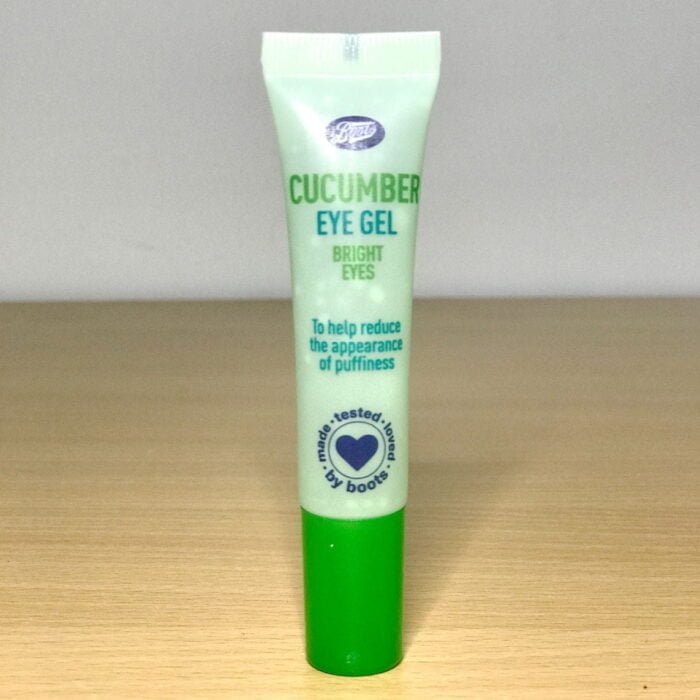 Boots
CUCUMBER
EYE GEL
BRIGHT
EYES
To help reduce
the appearance
of puffiness
made · tested · loved
· by boots ·